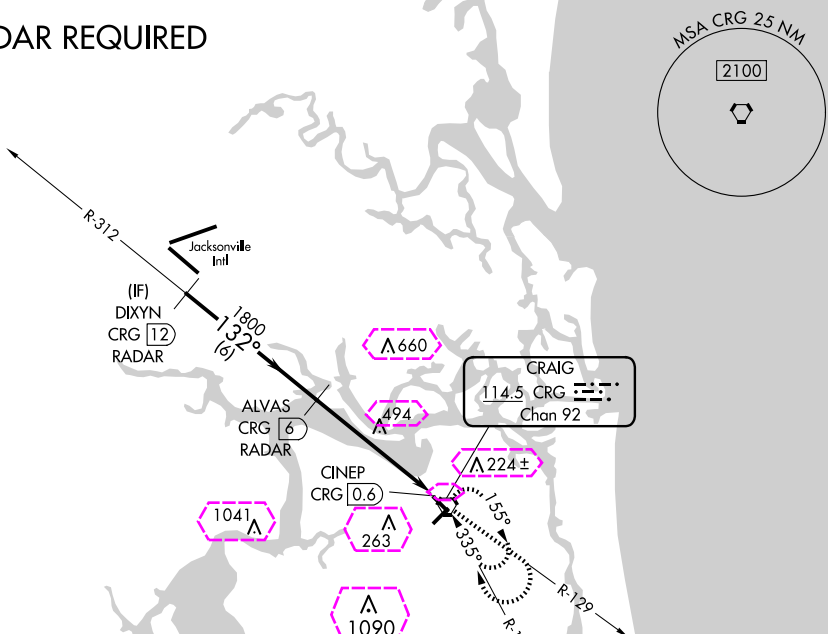 DAR REQUIRED
MSA CRG 25 NM
2100
R-312
Jacksonville
Intl
(IF)
DIXYN
CRG 12
RADAR
1800
132°
(6)
660
CRAIG
114.5 CRG
Chan 92
ALVAS
CRG 6
RADAR
494
224 ±
CINEP
CRG 0.6
155°
335°
1041
263
R-129
1090